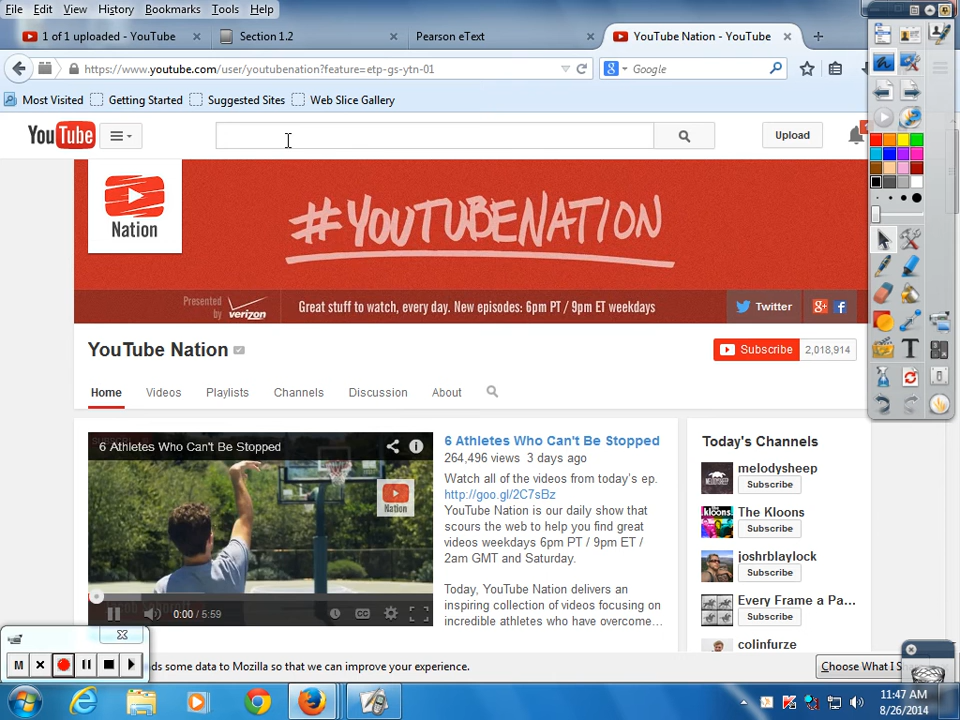 File Edit View History Bookmarks Tools Help
1 of 1 uploaded - YouTube
Section 1.2
Pearson eText
YouTube Nation - YouTube
https://www.youtube.com/user/youtubenation?feature=etp-gs-ytn-01
Google
Most Visited Getting Started Suggested Sites Web Slice Gallery
YouTube
Upload
Nation
#YOUTUBENATION
Presented by verizon
Great stuff to watch, every day. New episodes: 6pm PT / 9pm ET weekdays
Twitter
YouTube Nation
Subscribe 2,018,914
Home Videos Playlists Channels Discussion About
6 Athletes Who Can't Be Stopped
Nation
0:00 / 5:59
6 Athletes Who Can't Be Stopped
264,496 views 3 days ago
Watch all of the videos from today's ep.
http://goo.gl/2C7sBz
YouTube Nation is our daily show that
scours the web to help you find great
videos weekdays 6pm PT / 9pm ET /
2am GMT and Saturday.
Today, YouTube Nation delivers an
inspiring collection of videos focusing on
incredible athletes who have overcome...
Today's Channels
melodysheep
Subscribe
The Kloons
Subscribe
joshrblaylock
Subscribe
Every Frame a Pa...
Subscribe
colinfurze
M
ds some data to Mozilla so that we can improve your experience.
Choose What I
11:47 AM
8/26/2014